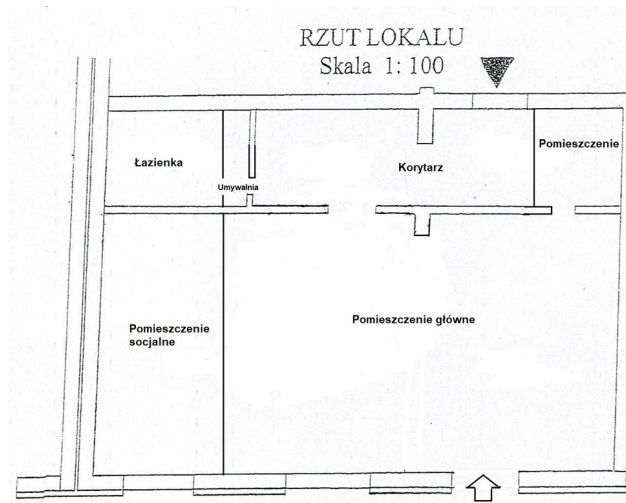 RZUT LOKALU
Skala 1: 100
Łazienka
Umywalnia
Korytarz
Pomieszczenie
Pomieszczenie
socjalne
Pomieszczenie główne